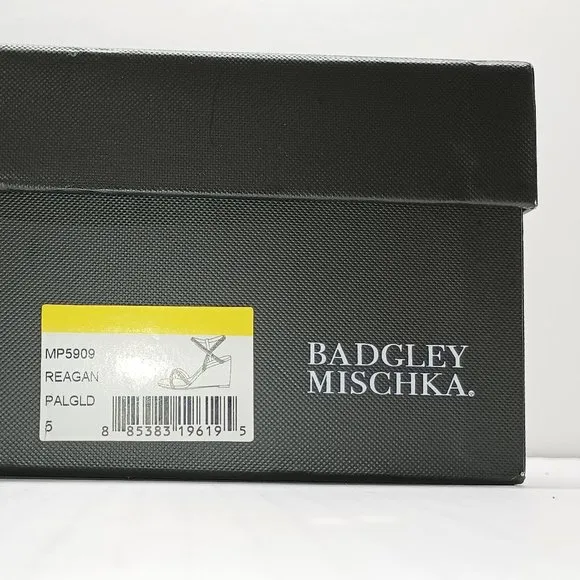 MP5909
REAGAN
PALGLD
5
8 85383 19619 5
BADGLEY
MISCHKA®